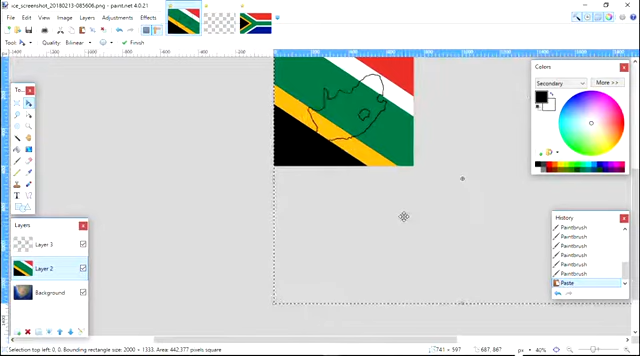 ice_screenshot_20180213-085606.png - paint.net 4.0.21
File Edit View Image Layers Adjustments Effects
Tool: Quality: Bilinear Finish
To...
Colors
Secondary
More >>
Layers
Layer 3
Layer 2
Background
History
Paintbrush
Paintbrush
Paintbrush
Paintbrush
Paintbrush
Paintbrush
Paste
Selection top left: 0, 0. Bounding rectangle size: 2000 × 1333. Area: 442,377 pixels square
741 × 597
687, 867
px
40%